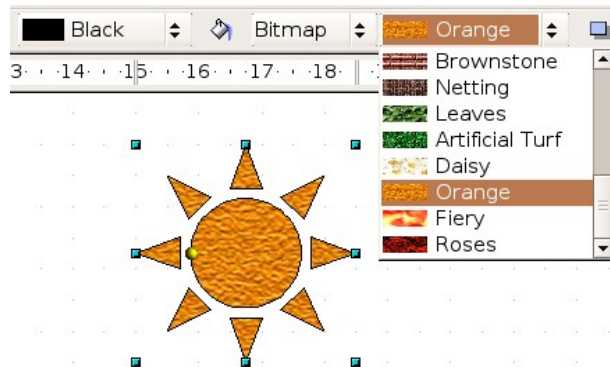 Black Bitmap Orange
3 14 15 16 17 18
Brownstone
Netting
Leaves
Artificial Turf
Daisy
Orange
Fiery
Roses